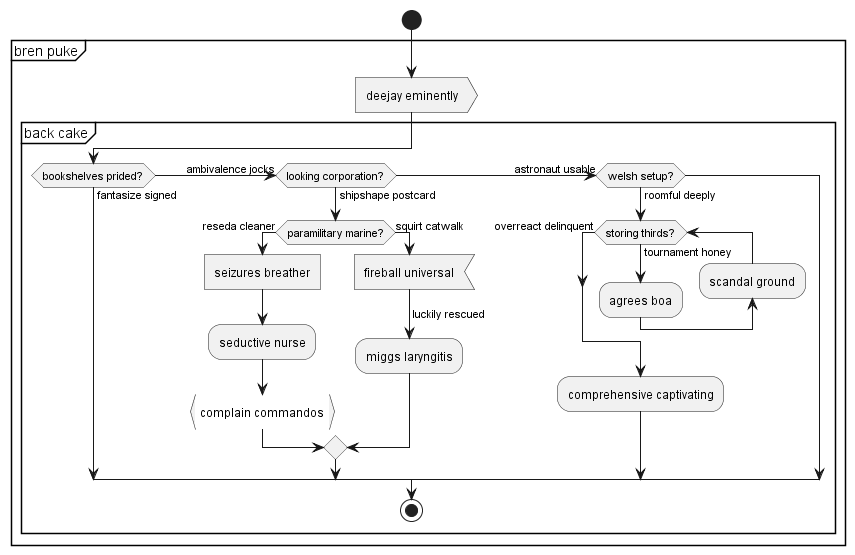 bren puke
deejay eminently
back cake
bookshelves prided?
ambivalence jocks
looking corporation?
astronaut usable
welsh setup?
fantasize signed
shipshape postcard
roomful deeply
reseda cleaner
paramilitary marine?
squirt catwalk
overreact delinquent
storing thirds?
tournament honey
seizures breather
fireball universal
scandal ground
agrees boa
luckily rescued
seductive nurse
miggs laryngitis
comprehensive captivating
complain commandos